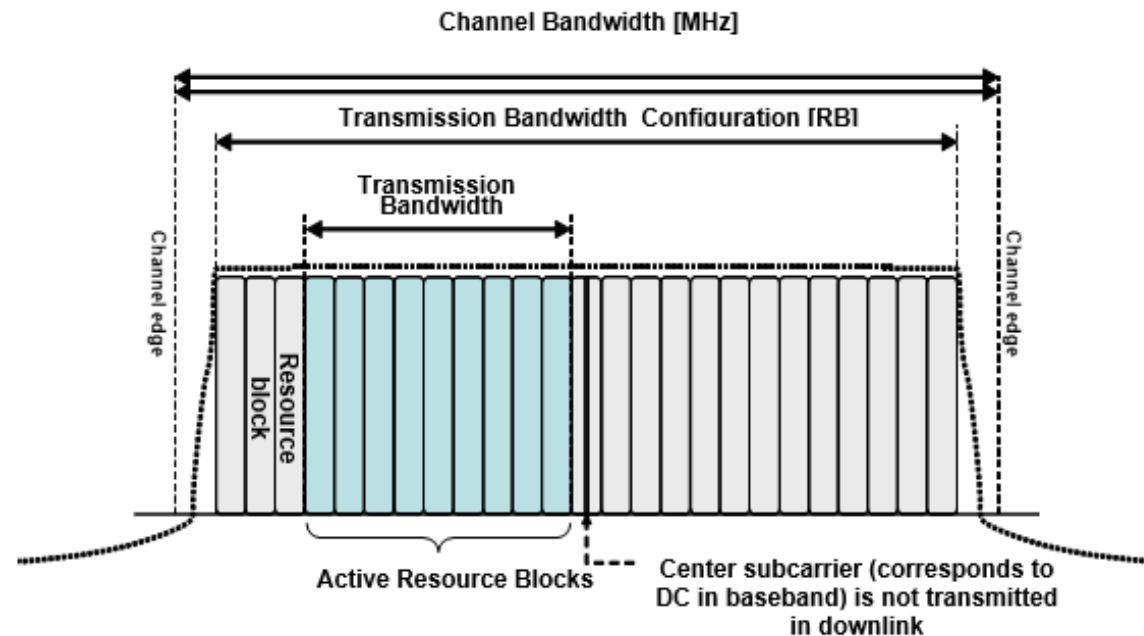 Channel Bandwidth [MHz]
Transmission Bandwidth Configuration [RB]
Transmission
Bandwidth
Channel edge
Channel edge
Resource
block
Active Resource Blocks
Center subcarrier (corresponds to
DC in baseband) is not transmitted
in downlink